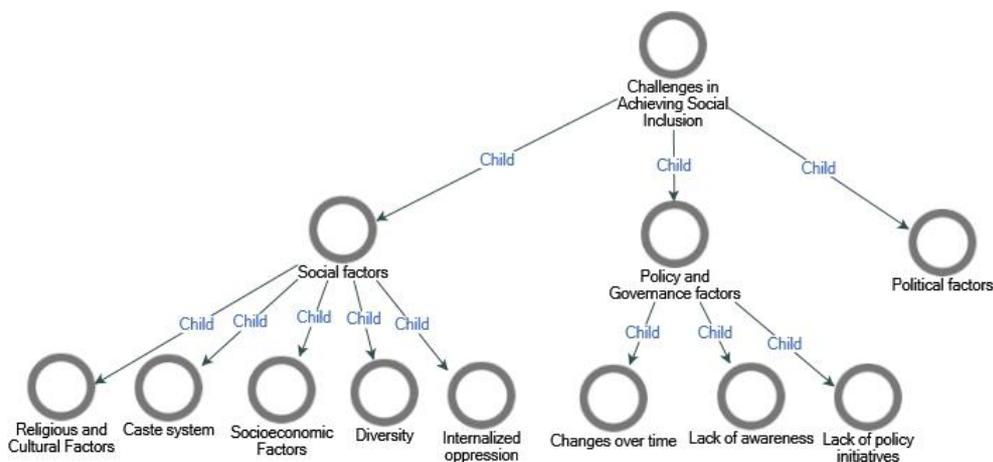 Challenges in
Achieving Social
Inclusion
Child
Child
Child
Social factors
Policy and
Governance factors
Political factors
Child
Child
Child
Child
Child
Child
Child
Child
Religious and
Cultural Factors
Caste system
Socioeconomic
Factors
Diversity
Internalized
oppression
Changes over time
Lack of awareness
Lack of policy
initiatives